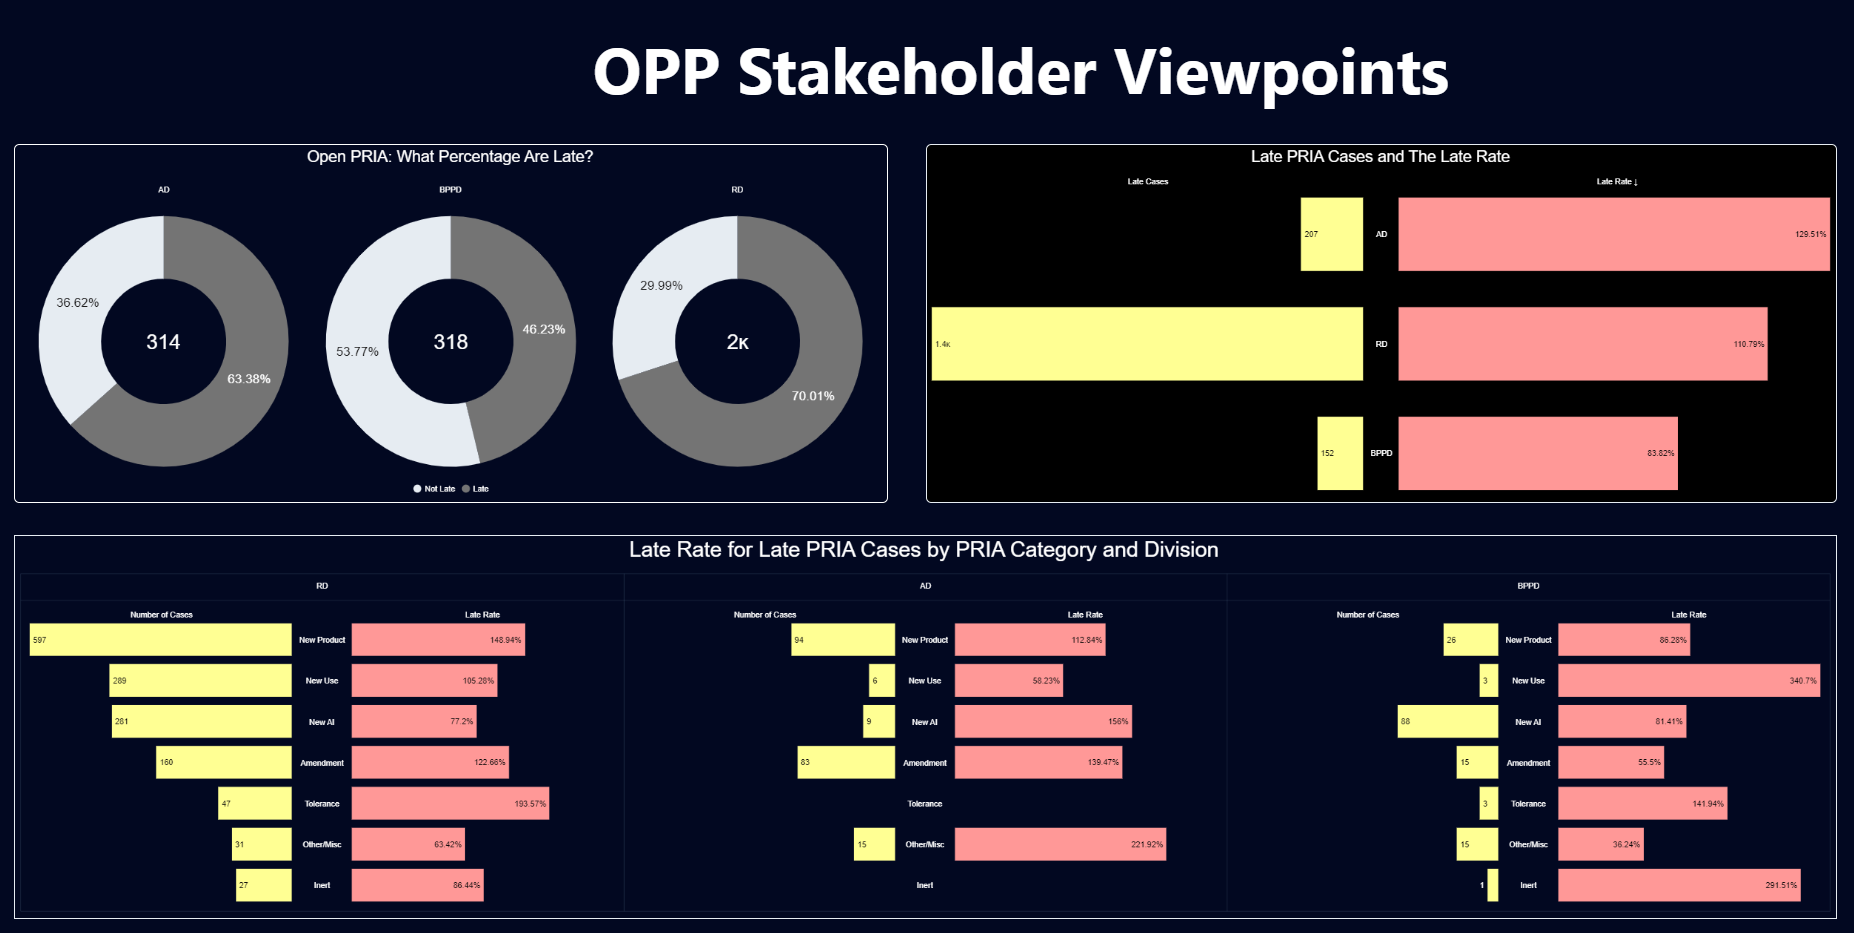 OPP Stakeholder Viewpoints
Open PRIA: What Percentage Are Late?
AD
BPPD
RD
36.62%
314
63.38%
53.77%
318
46.23%
29.99%
2K
70.01%
Not Late
Late
Late PRIA Cases and The Late Rate
Late Cases
Late Rate ↓
207
AD
129.51%
1.4K
RD
110.79%
152
BPPD
83.82%
Late Rate for Late PRIA Cases by PRIA Category and Division
RD
Number of Cases
Late Rate
597
New Product
148.94%
289
New Use
105.28%
281
New AI
77.2%
160
Amendment
122.66%
47
Tolerance
193.57%
31
Other/Misc
63.42%
27
Inert
86.44%
AD
Number of Cases
Late Rate
94
New Product
112.84%
6
New Use
58.23%
9
New AI
156%
83
Amendment
139.47%
Tolerance
15
Other/Misc
221.92%
Inert
BPPD
Number of Cases
Late Rate
26
New Product
86.28%
3
New Use
340.7%
88
New AI
81.41%
15
Amendment
55.5%
3
Tolerance
141.94%
15
Other/Misc
36.24%
1
Inert
291.51%